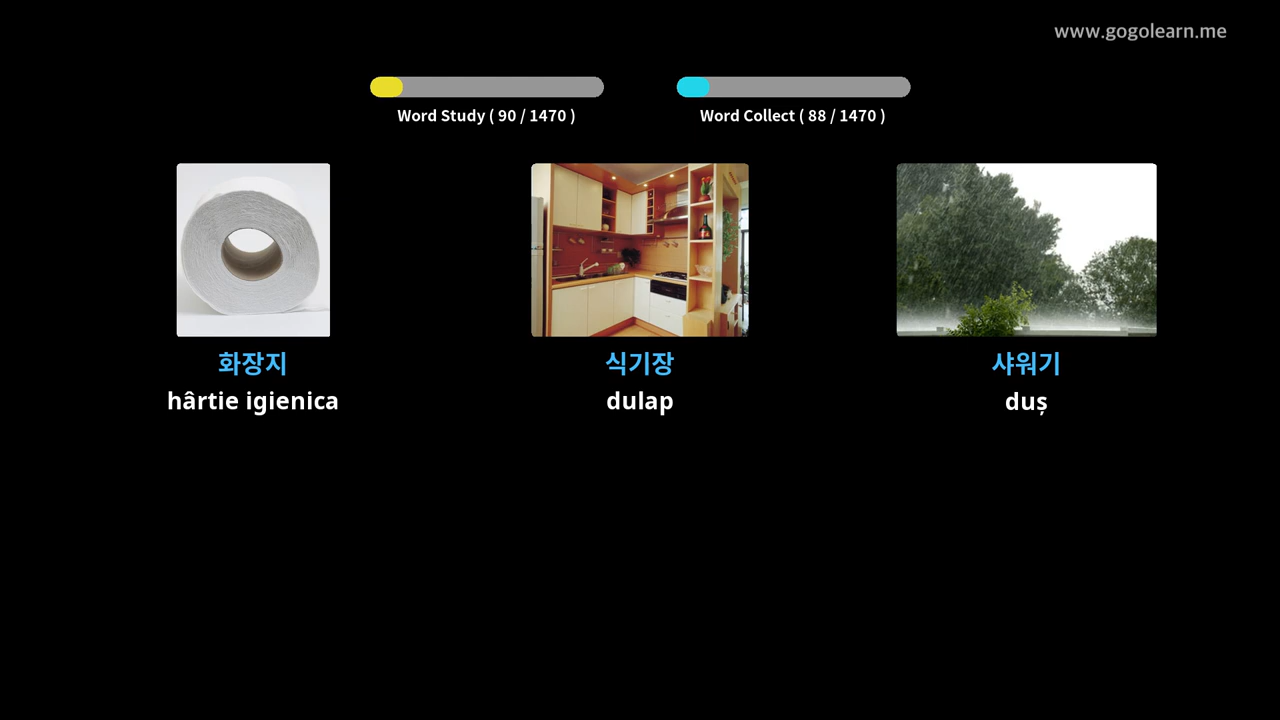 www.gogolearn.me
Word Study ( 90 / 1470 )
Word Collect ( 88 / 1470 )
화장지
식기장
샤워기
hârtie igienica
dulap
duș